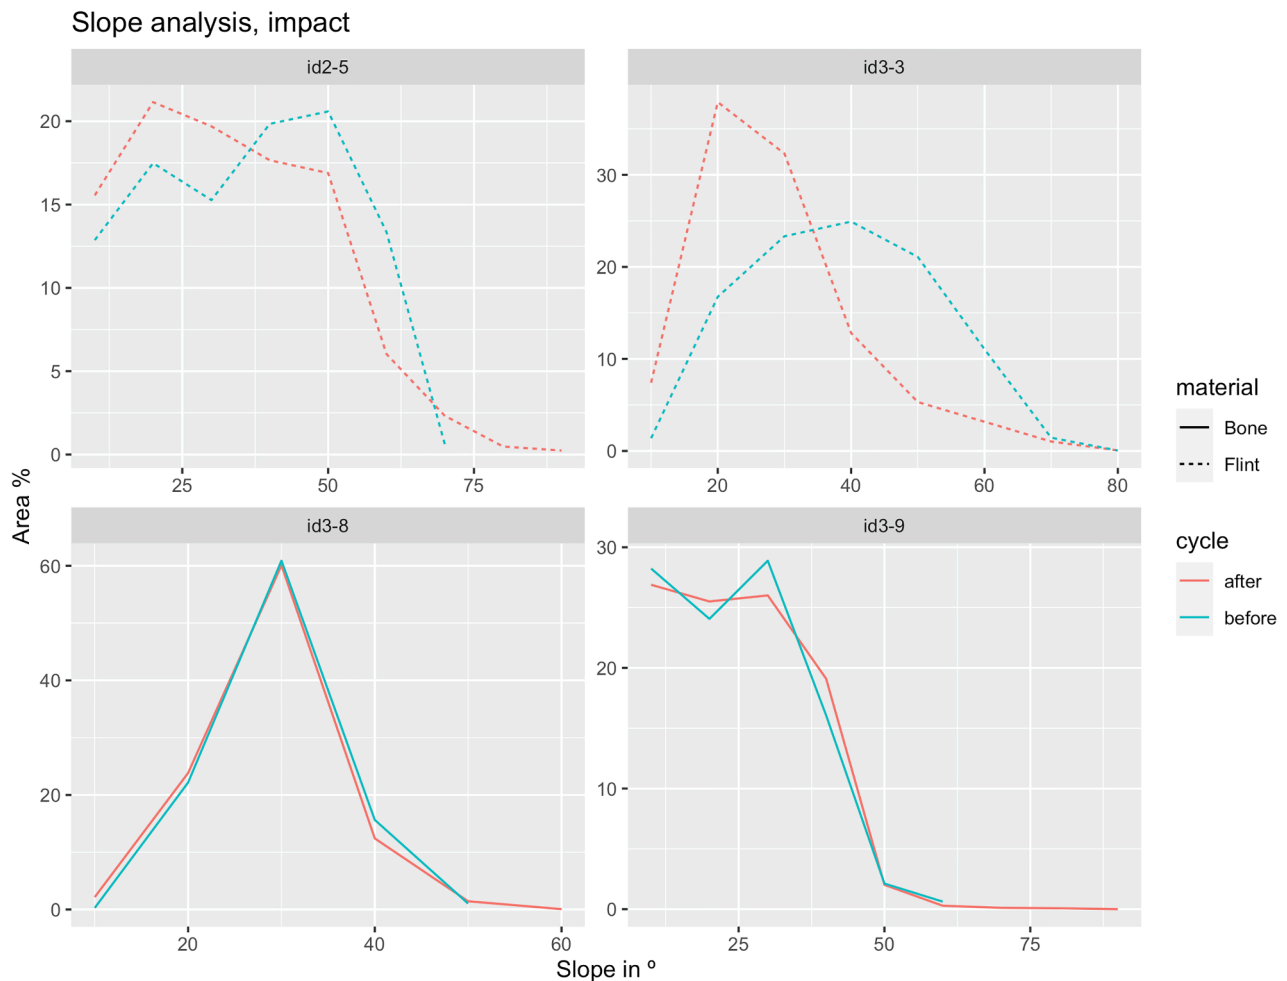 Slope analysis, impact
id2-5
id3-3
20
15
10
5
0
30
20
10
0
25
50
75
20
40
60
80
id3-8
id3-9
60
40
20
0
30
20
10
0
20
40
60
25
50
75
Area %
Slope in º
material
Bone
Flint
cycle
after
before